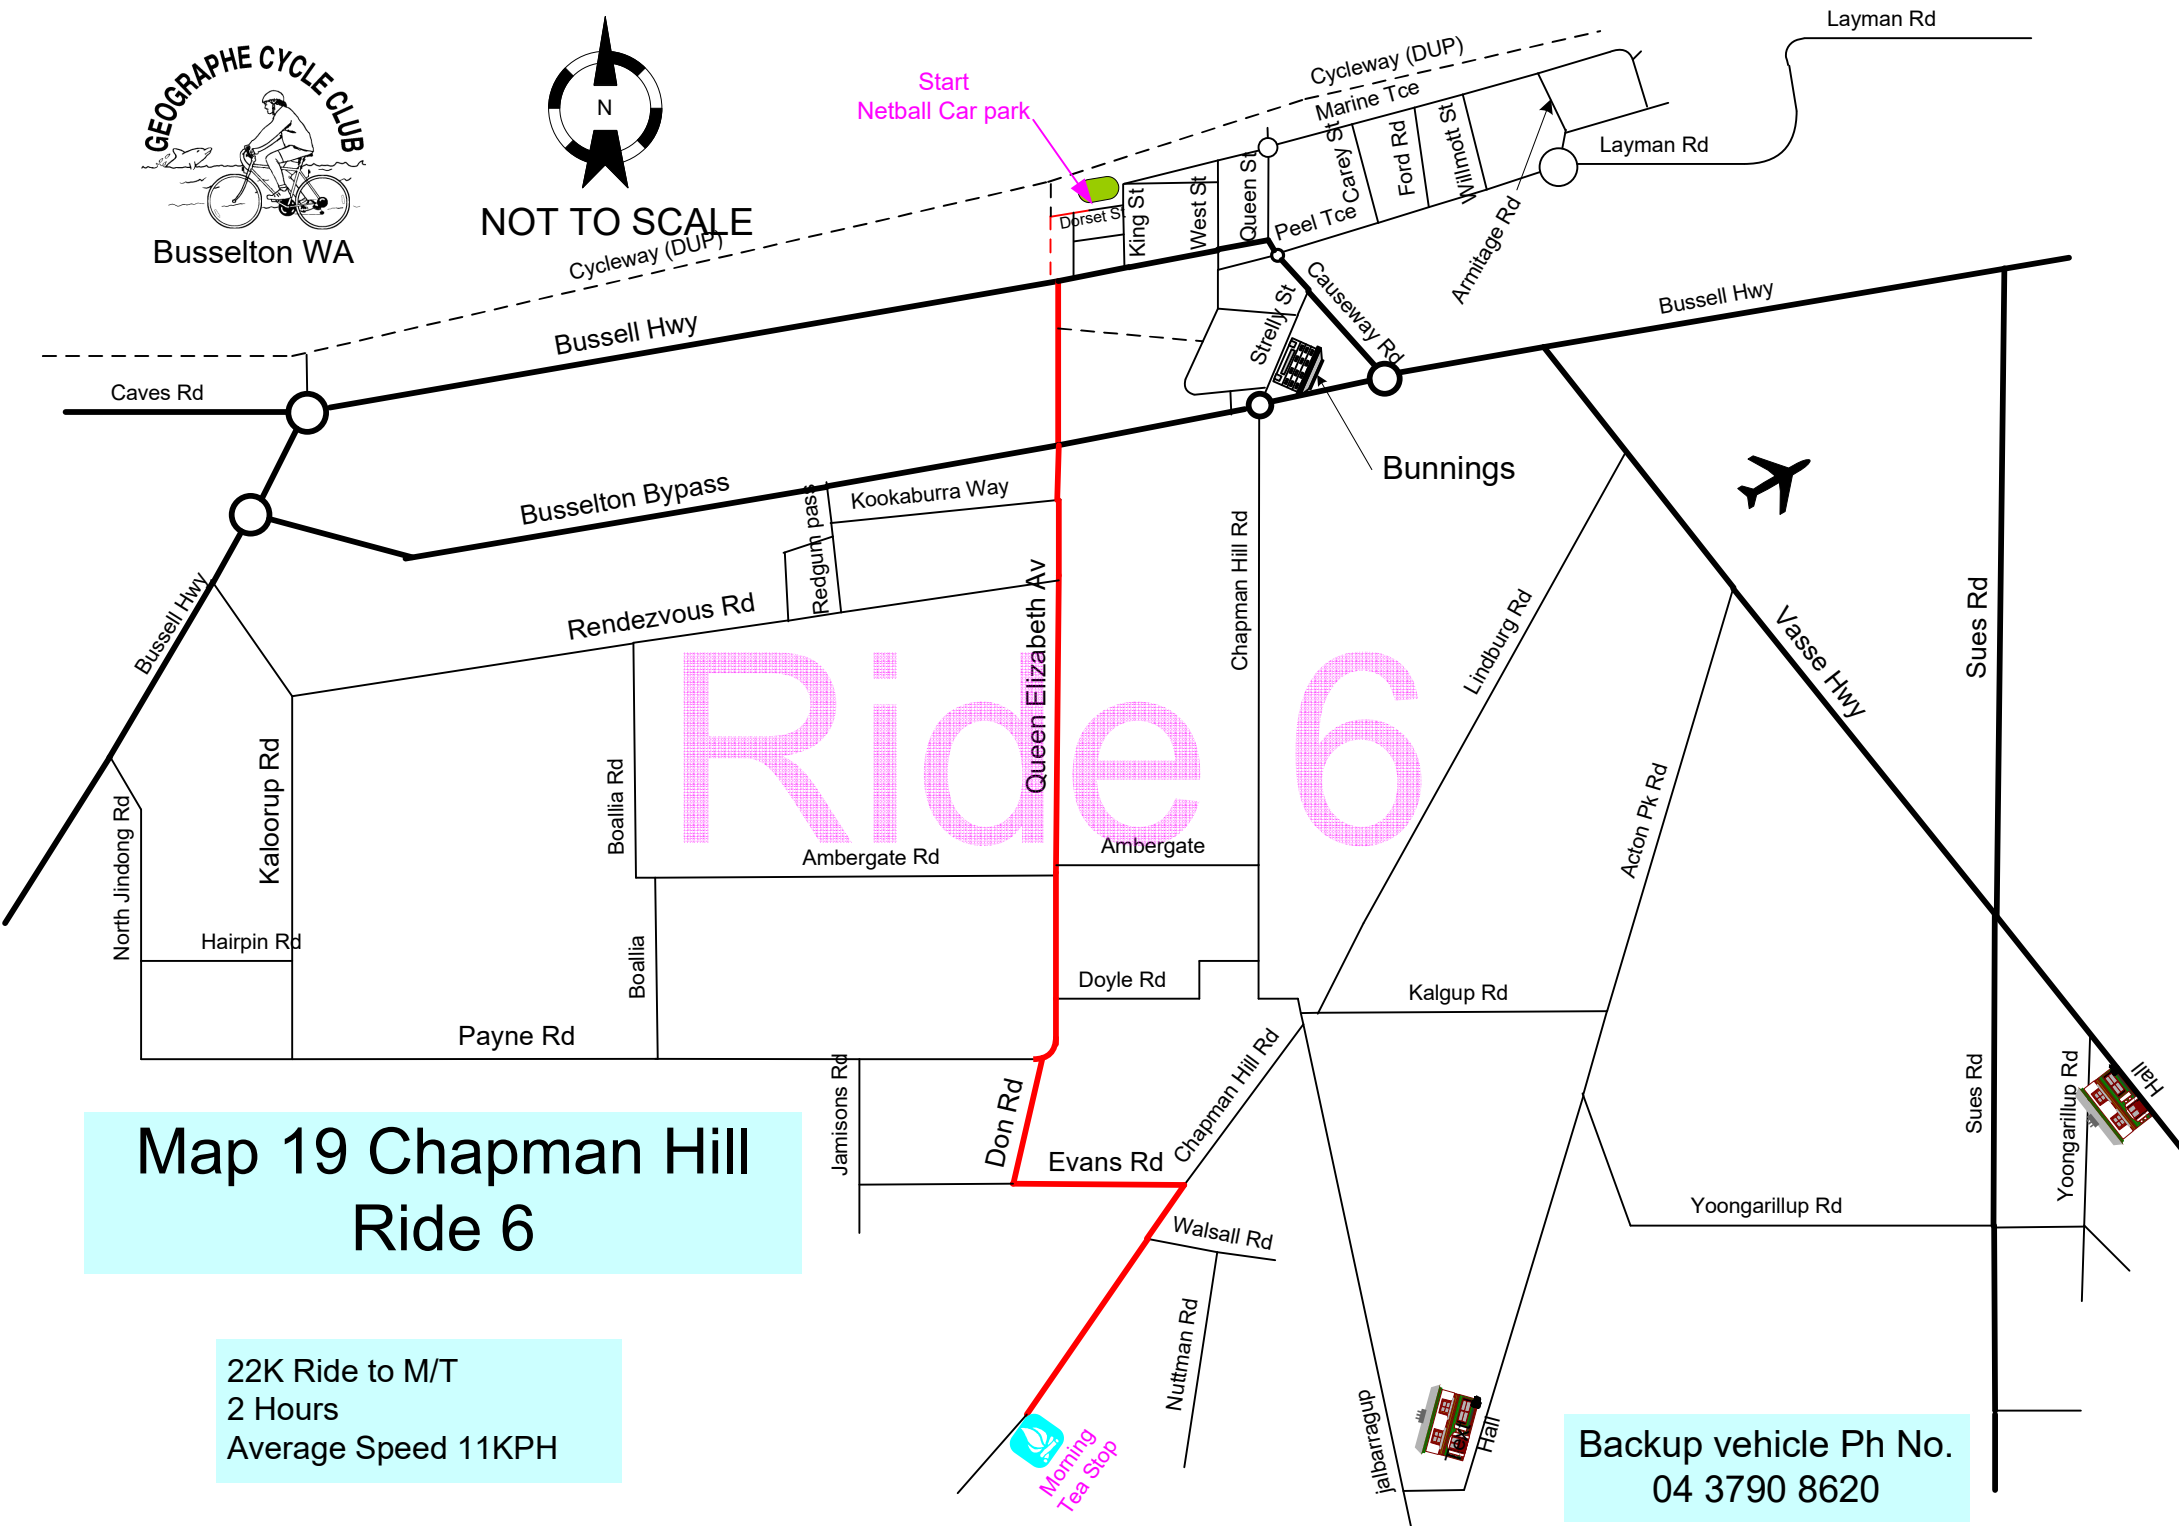 GEOGRAPHE CYCLE CLUB
Busselton WA
N
NOT TO SCALE
Start
Netball Car park
Cycleway (DUP)
Cycleway (DUP)
Marine Tce
Layman Rd
Layman Rd
Dorset St
King St
West St
Queen St
Carey St
Ford Rd
Willmott St
Armitage Rd
Peel Tce
Causeway Rd
Strelly St
Bussell Hwy
Bussell Hwy
Caves Rd
Bunnings
Busselton Bypass
Redgum pass
Kookaburra Way
Bussell Hwy
Rendezvous Rd
Queen Elizabeth Av
Chapman Hill Rd
Lindburg Rd
Vasse Hwy
Sues Rd
Ride 6
Kaloorup Rd
Boallia Rd
North Jindong Rd
Ambergate Rd
Ambergate
Acton Pk Rd
Hairpin Rd
Boallia
Doyle Rd
Kalgup Rd
Payne Rd
Jamisons Rd
Don Rd
Evans Rd
Chapman Hill Rd
Sues Rd
Yoongarillup Rd
Hall
Yoongarillup Rd
Walsall Rd
Nuttman Rd
jalbarragup
Text
Hall
Morning
Tea Stop
Map 19 Chapman Hill
Ride 6
22K Ride to M/T
2 Hours
Average Speed 11KPH
Backup vehicle Ph No.
04 3790 8620